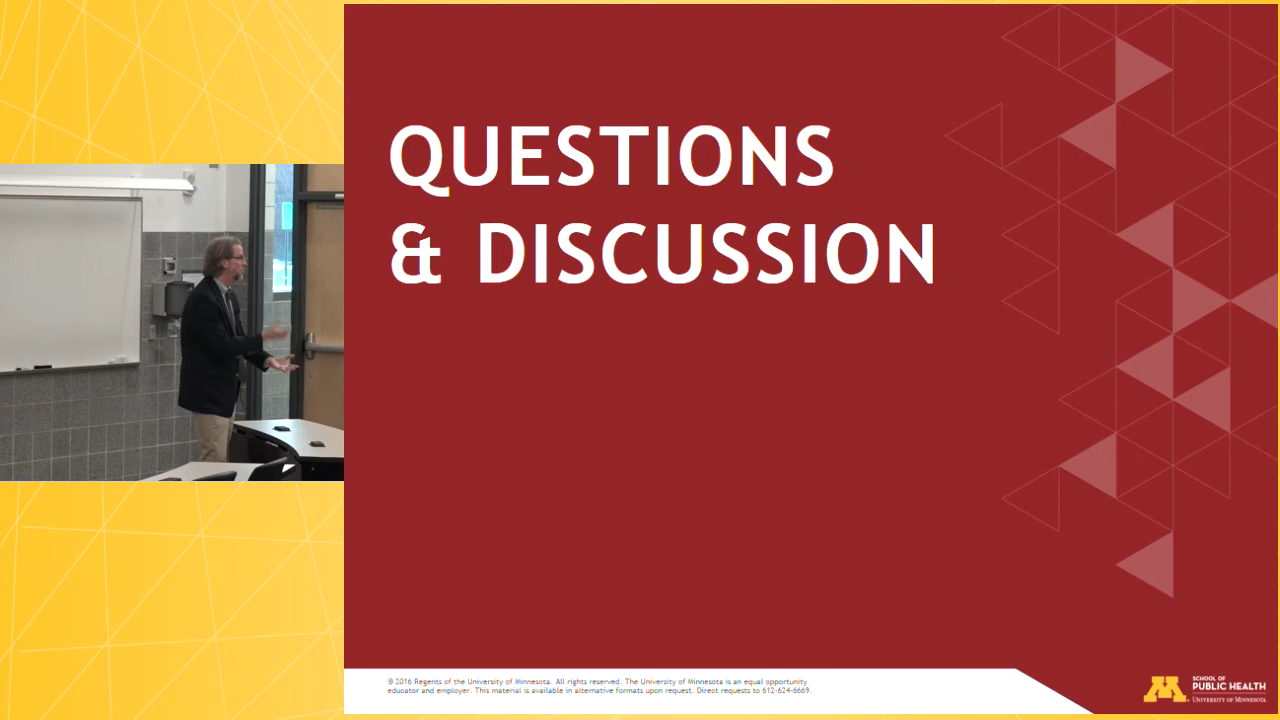 QUESTIONS
& DISCUSSION
© 2016 Regents of the University of Minnesota. All rights reserved. The University of Minnesota is an equal opportunity
educator and employer. This material is available in alternative formats upon request. Direct requests to 612-624-6669.
M
SCHOOL OF
PUBLIC HEALTH
UNIVERSITY OF MINNESOTA